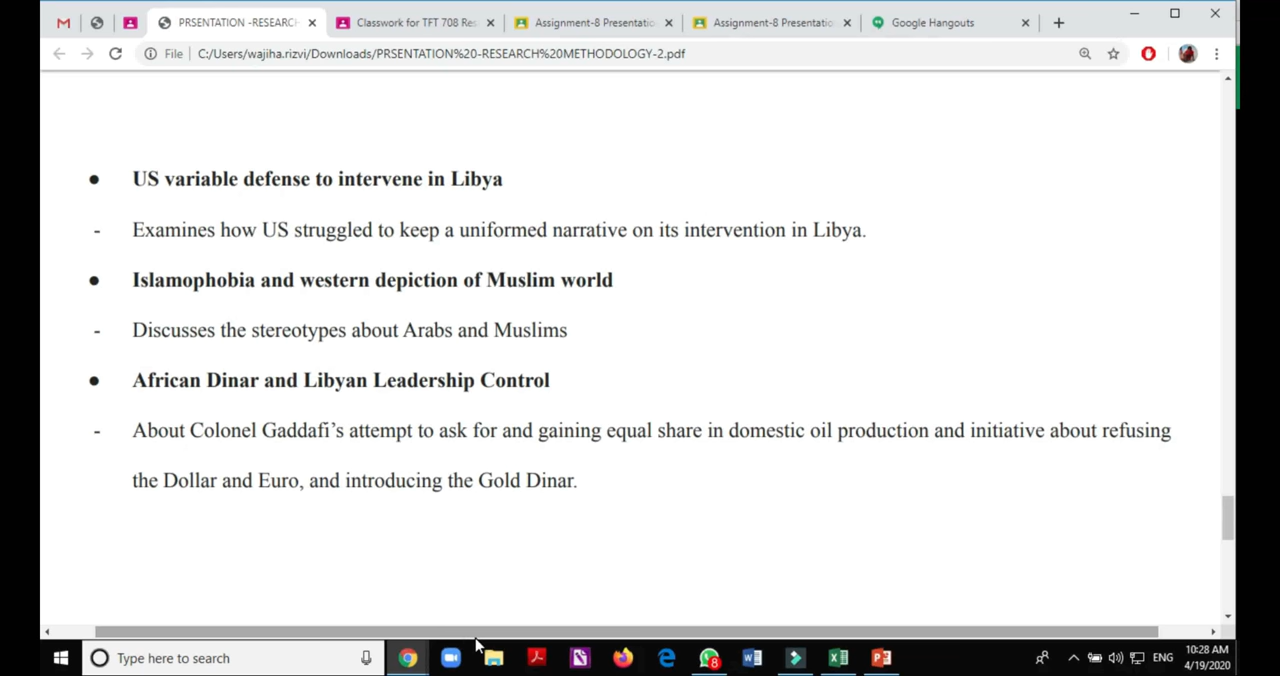 PRSENTATION -RESEARCH
Classwork for TFT 708 Res
Assignment-8 Presentatio
Assignment-8 Presentatio
Google Hangouts
File
C:/Users/wajiha.rizvi/Downloads/PRSENTATION%20-RESEARCH%20METHODOLOGY-2.pdf
● US variable defense to intervene in Libya
- Examines how US struggled to keep a uniformed narrative on its intervention in Libya.
● Islamophobia and western depiction of Muslim world
- Discusses the stereotypes about Arabs and Muslims
● African Dinar and Libyan Leadership Control
- About Colonel Gaddafi’s attempt to ask for and gaining equal share in domestic oil production and initiative about refusing
the Dollar and Euro, and introducing the Gold Dinar.
Type here to search
8
ENG
10:28 AM
4/19/2020